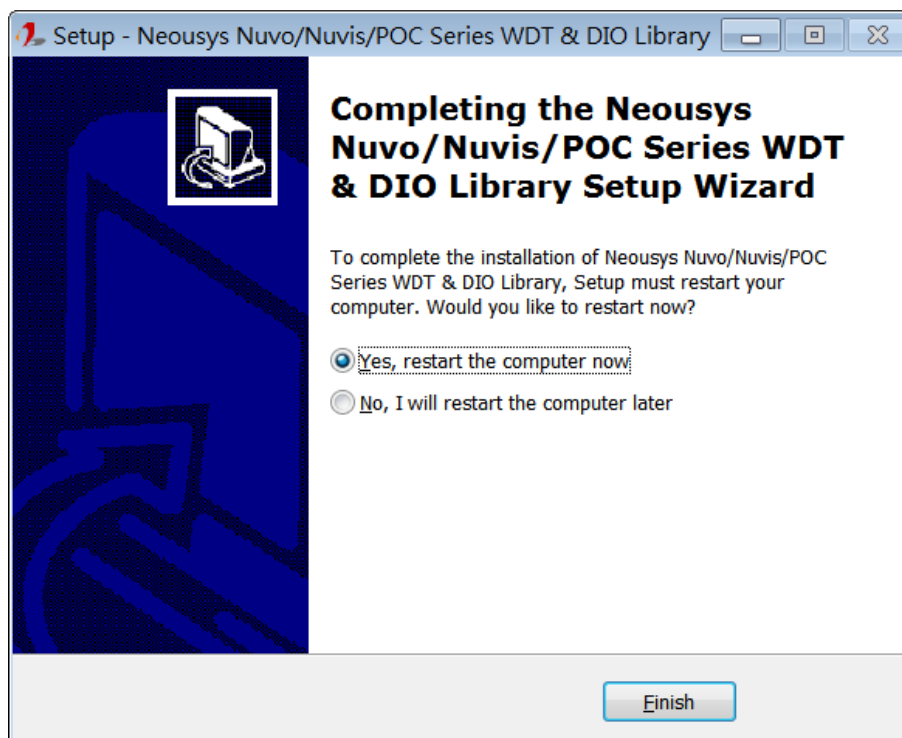 Setup - Neousys Nuvo/Nuvis/POC Series WDT & DIO Library
Completing the Neousys
Nuvo/Nuvis/POC Series WDT
& DIO Library Setup Wizard
To complete the installation of Neousys Nuvo/Nuvis/POC
Series WDT & DIO Library, Setup must restart your
computer. Would you like to restart now?
Yes, restart the computer now
No, I will restart the computer later
Finish